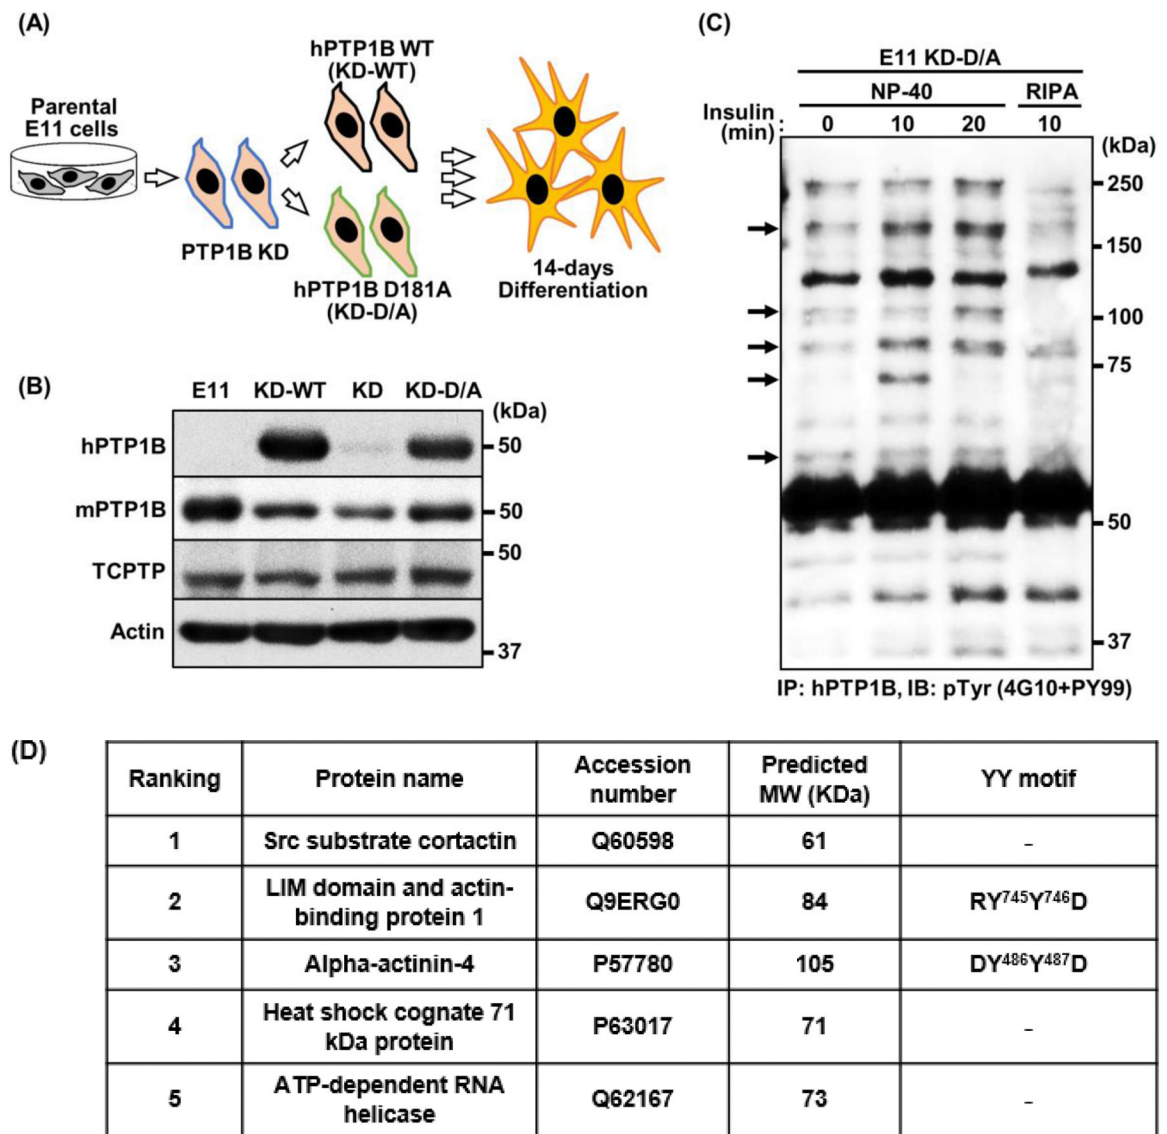 (A)
Parental
E11 cells
PTP1B KD
hPTP1B WT
(KD-WT)
hPTP1B D181A
(KD-D/A)
14-days
Differentiation
(B)
E11 KD-WT KD KD-D/A
(kDa)
hPTP1B 50
mPTP1B 50
50
TCPTP
Actin
37
(C)
E11 KD-D/A
NP-40 RIPA
Insulin
(min) : 0 10 20 10
(kDa)
250
150
100
75
50
37
IP: hPTP1B, IB: pTyr (4G10+PY99)
(D)
Ranking Protein name Accession number Predicted MW (KDa) YY motif
1 Src substrate cortactin Q60598 61 -
2 LIM domain and actin-binding protein 1 Q9ERG0 84 RY⁷⁴⁵Y⁷⁴⁶D
3 Alpha-actinin-4 P57780 105 DY⁴⁸⁶Y⁴⁸⁷D
4 Heat shock cognate 71 kDa protein P63017 71 -
5 ATP-dependent RNA helicase Q62167 73 -